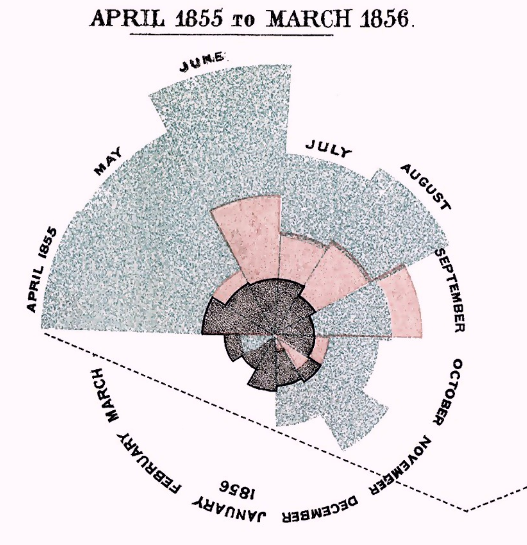 APRIL 1855 TO MARCH 1856.
APRIL 1855
MAY
JUNE
JULY
AUGUST
SEPTEMBER
OCTOBER
NOVEMBER
DECEMBER
JANUARY 1856
FEBRUARY
MARCH